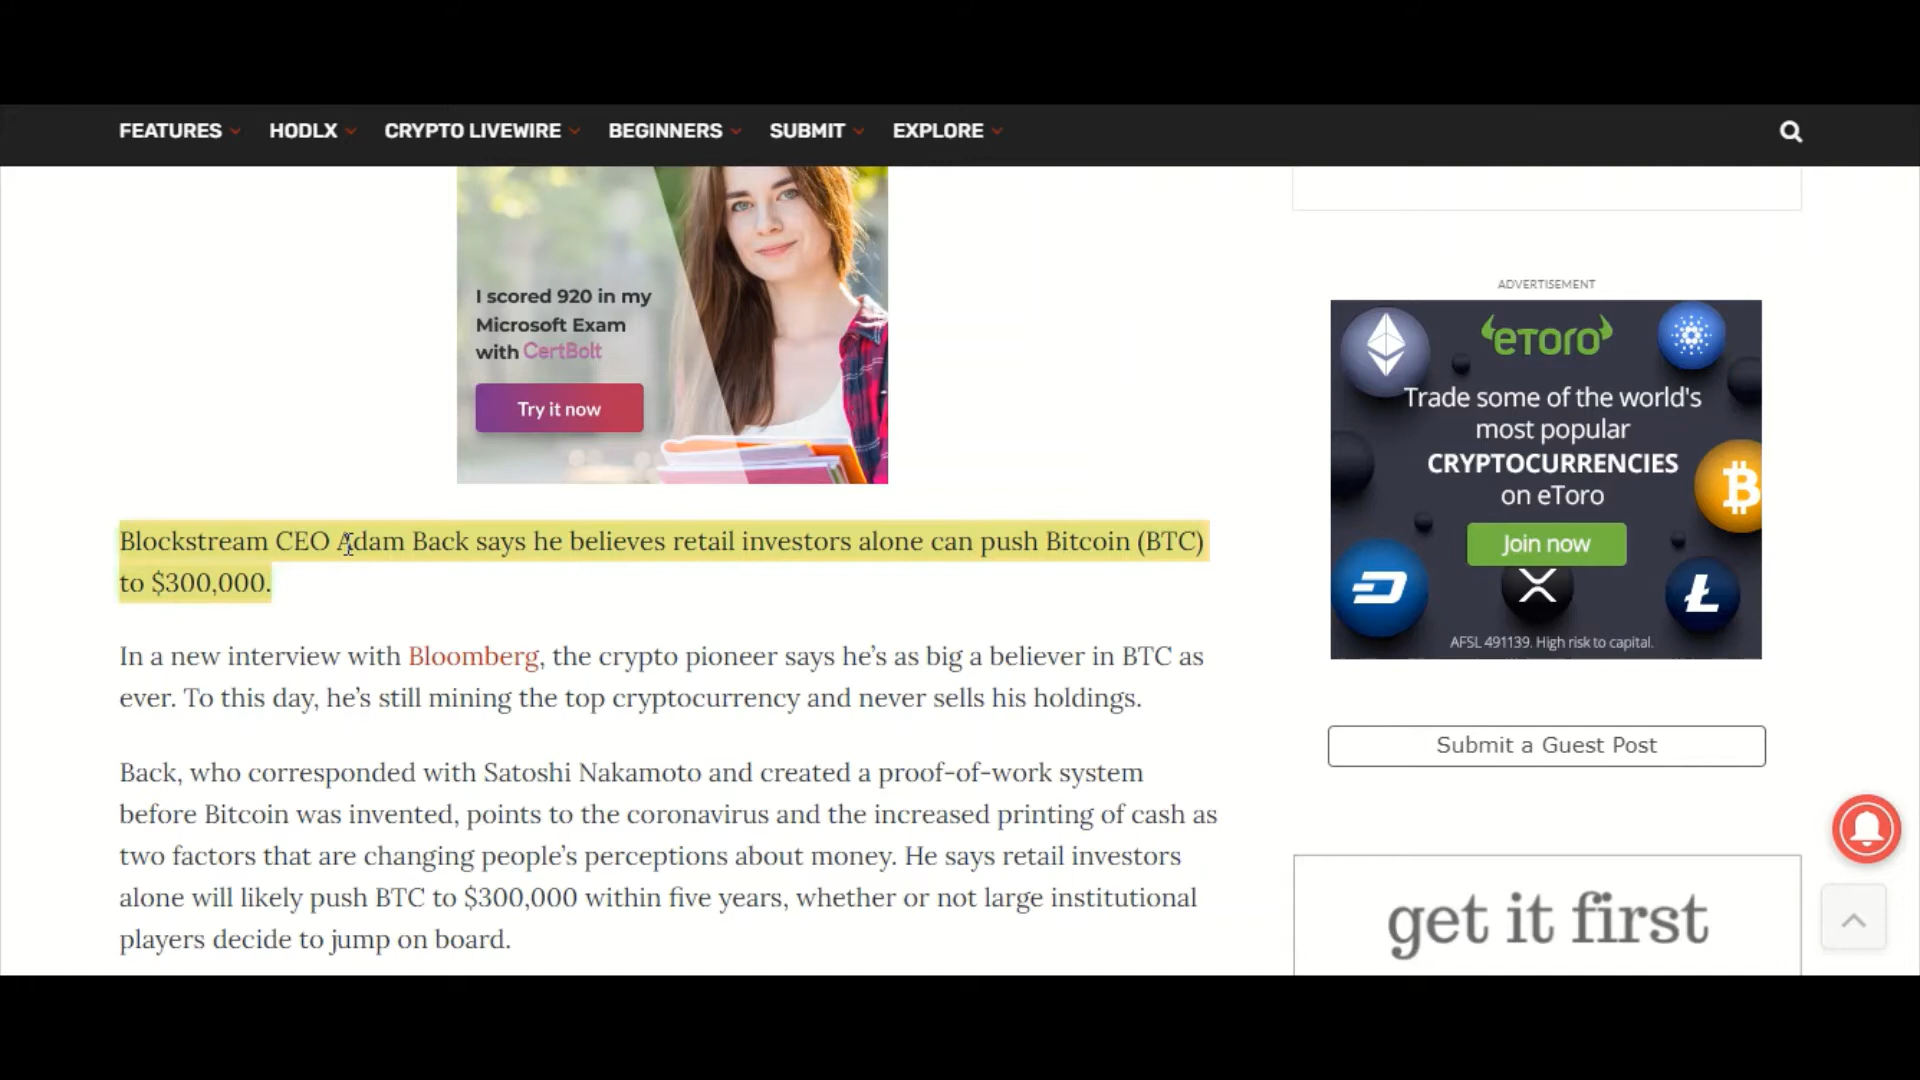 FEATURES HODLX CRYPTO LIVEWIRE BEGINNERS SUBMIT EXPLORE
I scored 920 in my
Microsoft Exam
with CertBolt
Try it now
Blockstream CEO Adam Back says he believes retail investors alone can push Bitcoin (BTC)
to $300,000.
In a new interview with Bloomberg, the crypto pioneer says he's as big a believer in BTC as
ever. To this day, he's still mining the top cryptocurrency and never sells his holdings.
Back, who corresponded with Satoshi Nakamoto and created a proof-of-work system
before Bitcoin was invented, points to the coronavirus and the increased printing of cash as
two factors that are changing people's perceptions about money. He says retail investors
alone will likely push BTC to $300,000 within five years, whether or not large institutional
players decide to jump on board.
ADVERTISEMENT
eToro
Trade some of the world's
most popular
CRYPTOCURRENCIES
on eToro
Join now
AFSL 491139. High risk to capital.
Submit a Guest Post
get it first